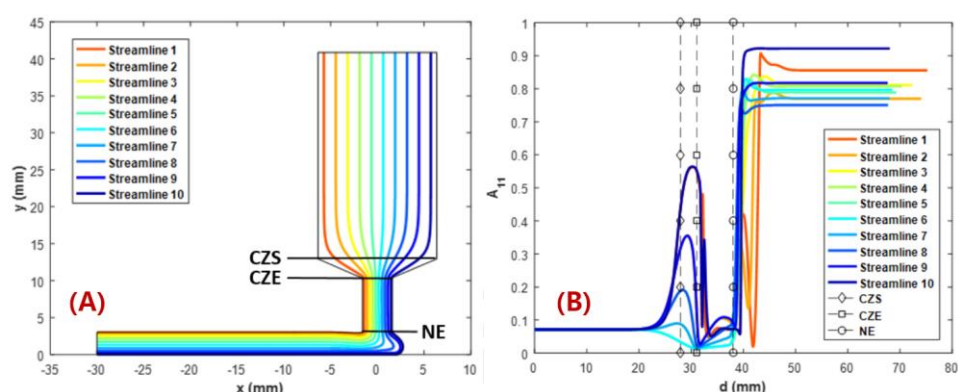 45
40
35
30
25
20
15
10
5
0
y (mm)
Streamline 1
Streamline 2
Streamline 3
Streamline 4
Streamline 5
Streamline 6
Streamline 7
Streamline 8
Streamline 9
Streamline 10
CZS
CZE
NE
(A)
-35 -30 -25 -20 -15 -10 -5 0 5 10
x (mm)
1
0.9
0.8
0.7
0.6
0.5
0.4
0.3
0.2
0.1
0
A11
Streamline 1
Streamline 2
Streamline 3
Streamline 4
Streamline 5
Streamline 6
Streamline 7
Streamline 8
Streamline 9
Streamline 10
CZS
CZE
NE
(B)
0 10 20 30 40 50 60 70 80
d (mm)